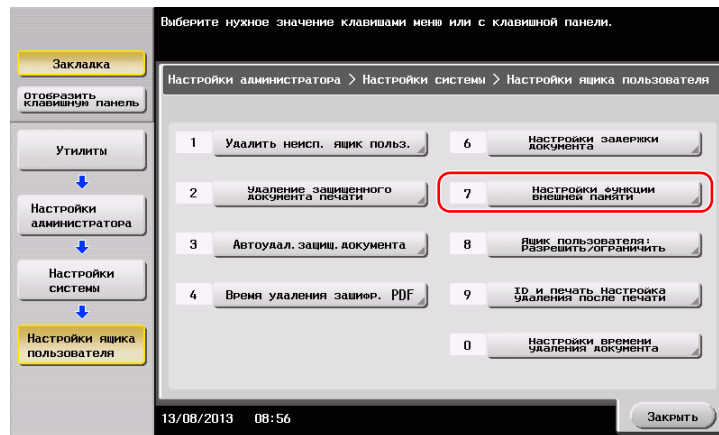 Выберите нужное значение клавишами меню или с клавишной панели.
Закладка
Отобразить
клавишную панель
Утилиты
Настройки
администратора
Настройки
системы
Настройки ящика
пользователя
Настройки администратора > Настройки системы > Настройки ящика пользователя
1 Удалить неисп. ящик польз.
2 Удаление защищенного
документа печати
3 Автоудал.защищ.документа
4 Время удаления зашифр. PDF
6 Настройки задержки
документа
7 Настройки функции
внешней памяти
8 Ящик пользователя:
Разрешить/ограничить
9 ID и печать Настройка
удаления после печати
0 Настройки времени
удаления документа
13/08/2013 08:56
Закрыть